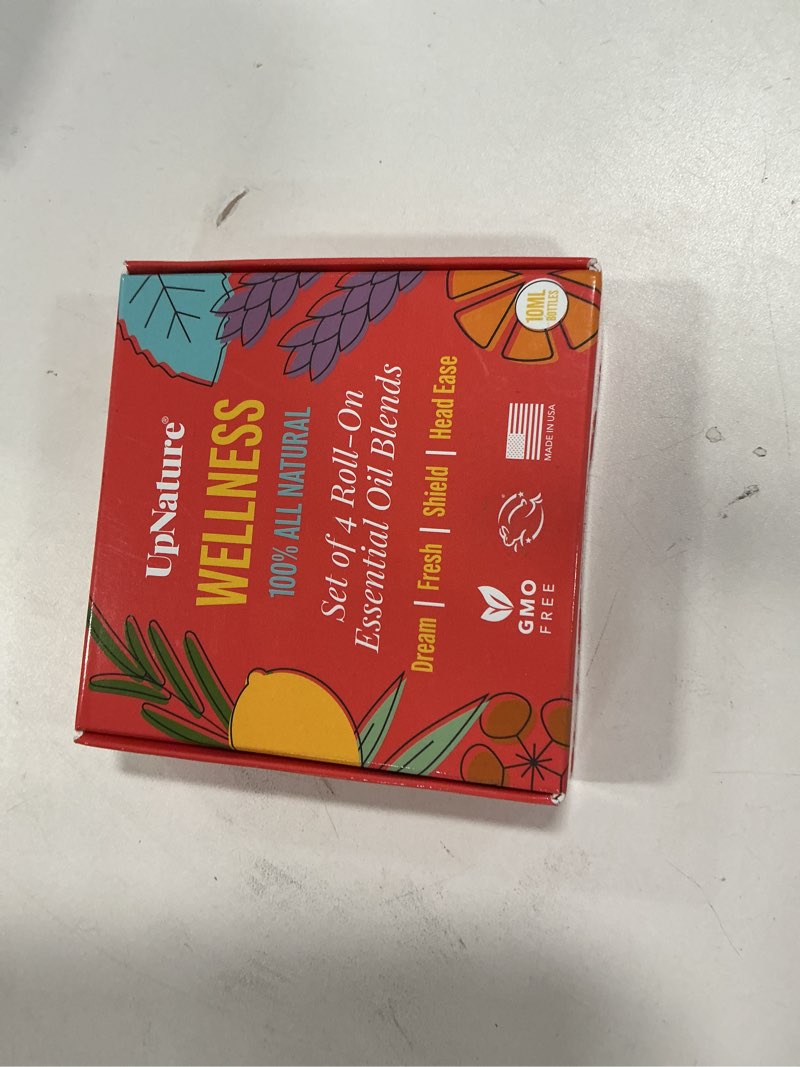 UpNature®
WELLNESS
100% ALL NATURAL
Set of 4 Roll-On
Essential Oil Blends
Dream | Fresh | Shield | Head Ease
GMO
FREE
MADE IN USA
10ML
BOTTLES